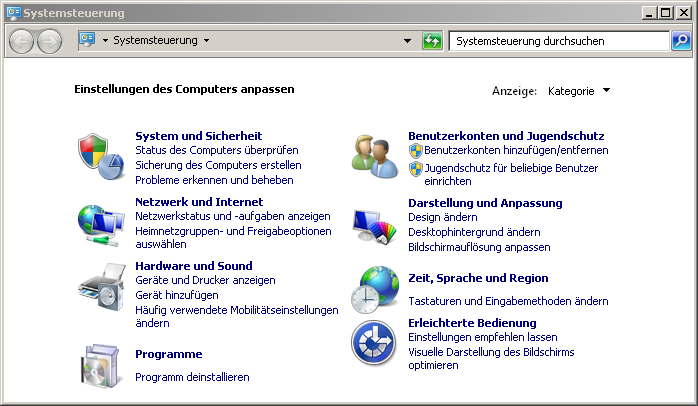 Systemsteuerung
Systemsteuerung
Systemsteuerung durchsuchen
Einstellungen des Computers anpassen
Anzeige: Kategorie
System und Sicherheit
Status des Computers überprüfen
Sicherung des Computers erstellen
Probleme erkennen und beheben
Netzwerk und Internet
Netzwerkstatus und -aufgaben anzeigen
Heimnetzgruppen- und Freigabeoptionen
auswählen
Hardware und Sound
Geräte und Drucker anzeigen
Gerät hinzufügen
Häufig verwendete Mobilitätseinstellungen
ändern
Programme
Programm deinstallieren
Benutzerkonten und Jugendschutz
Benutzerkonten hinzufügen/entfernen
Jugendschutz für beliebige Benutzer
einrichten
Darstellung und Anpassung
Design ändern
Desktophintergrund ändern
Bildschirmauflösung anpassen
Zeit, Sprache und Region
Tastaturen und Eingabemethoden ändern
Erleichterte Bedienung
Einstellungen empfehlen lassen
Visuelle Darstellung des Bildschirms
optimieren